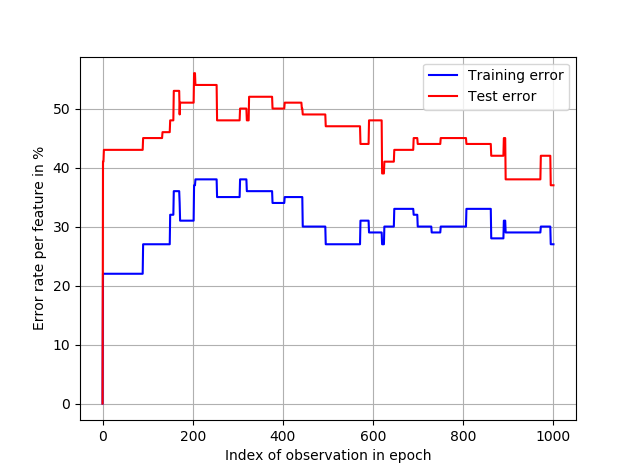 Training error
Test error
50
40
30
20
10
0
0 200 400 600 800 1000
Error rate per feature in %
Index of observation in epoch